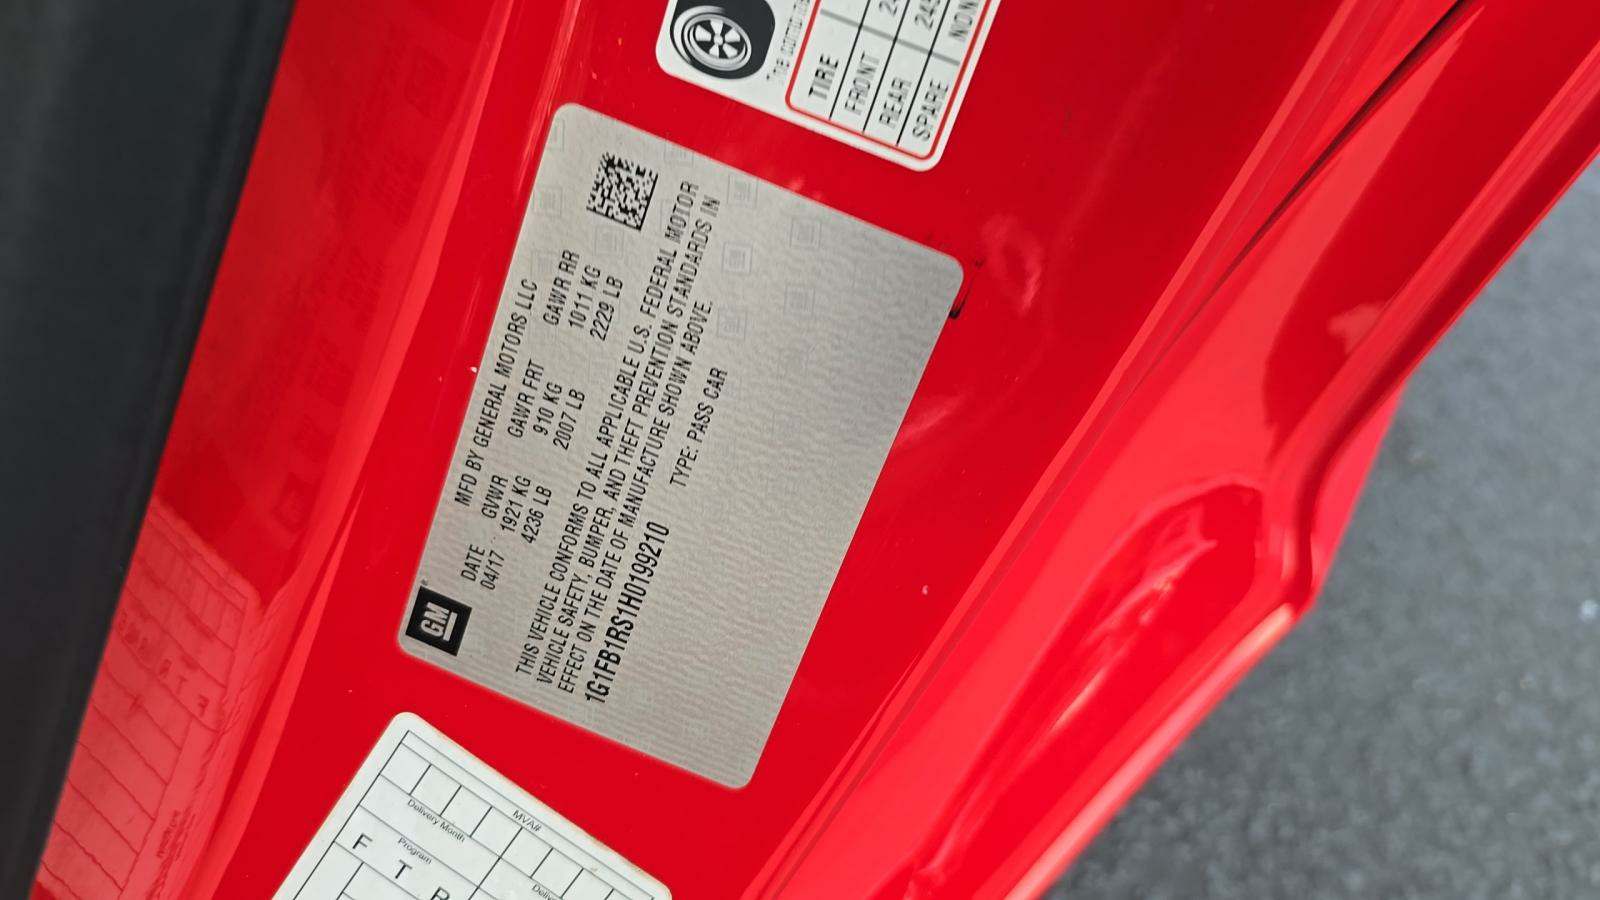 The combined
TIRE
FRONT
REAR
SPARE
GM
MFD BY GENERAL MOTORS LLC
DATE GVWR GAWR FRT GAWR RR
04/17 1921 KG 910 KG 1011 KG
4236 LB 2007 LB 2229 LB
THIS VEHICLE CONFORMS TO ALL APPLICABLE U.S. FEDERAL MOTOR
VEHICLE SAFETY, BUMPER, AND THEFT PREVENTION STANDARDS IN
EFFECT ON THE DATE OF MANUFACTURE SHOWN ABOVE.
1G1FB1RS1H0199210 TYPE: PASS CAR
MVA#
Delivery Month
Program
F T